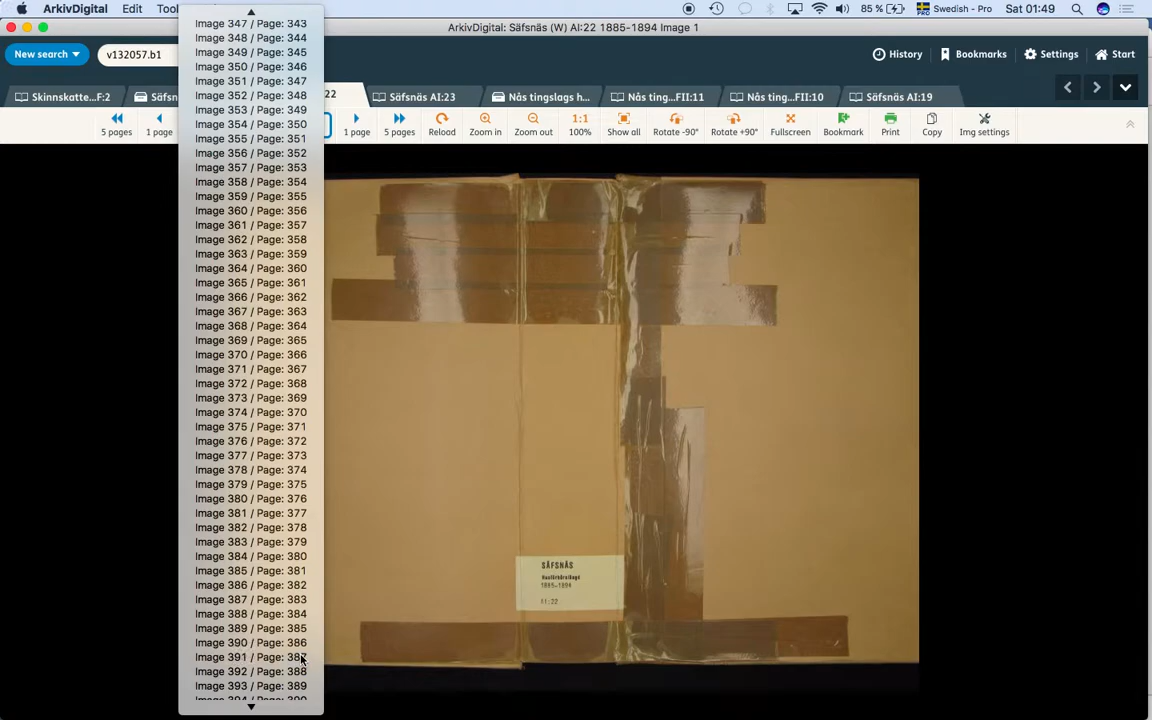 ArkivDigital Edit
85 % Swedish - Pro Sat 01:49
ArkivDigital: Säfsnäs (W) AI:22 1885-1894 Image 1
New search v132057.b1 History Bookmarks Settings Start
Skinnskatte...F:2 22 Säfsnäs AI:23 Nås tingslags h... Nås ting...FII:11 Nås ting...FII:10 Säfsnäs AI:19
5 pages 1 page 1 page 5 pages Reload Zoom in Zoom out 1:1 100% Show all Rotate -90° Rotate +90° Fullscreen Bookmark Print Copy Img settings
Image 347 / Page: 343
Image 348 / Page: 344
Image 349 / Page: 345
Image 350 / Page: 346
Image 351 / Page: 347
Image 352 / Page: 348
Image 353 / Page: 349
Image 354 / Page: 350
Image 355 / Page: 351
Image 356 / Page: 352
Image 357 / Page: 353
Image 358 / Page: 354
Image 359 / Page: 355
Image 360 / Page: 356
Image 361 / Page: 357
Image 362 / Page: 358
Image 363 / Page: 359
Image 364 / Page: 360
Image 365 / Page: 361
Image 366 / Page: 362
Image 367 / Page: 363
Image 368 / Page: 364
Image 369 / Page: 365
Image 370 / Page: 366
Image 371 / Page: 367
Image 372 / Page: 368
Image 373 / Page: 369
Image 374 / Page: 370
Image 375 / Page: 371
Image 376 / Page: 372
Image 377 / Page: 373
Image 378 / Page: 374
Image 379 / Page: 375
Image 380 / Page: 376
Image 381 / Page: 377
Image 382 / Page: 378
Image 383 / Page: 379
Image 384 / Page: 380
Image 385 / Page: 381
Image 386 / Page: 382
Image 387 / Page: 383
Image 388 / Page: 384
Image 389 / Page: 385
Image 390 / Page: 386
Image 391 / Page: 387
Image 392 / Page: 388
Image 393 / Page: 389
SÄFSNÄS
Husförhörslängd
1885-1894